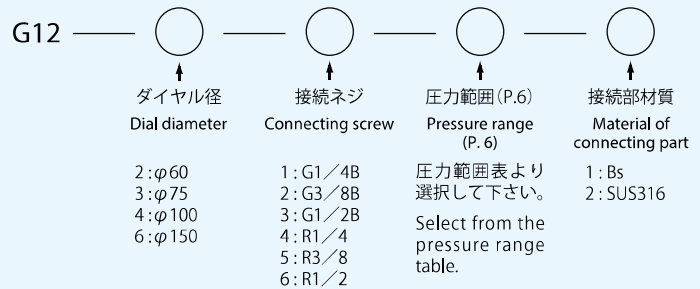 G12
ダイヤル径
Dial diameter
2:φ60
3:φ75
4:φ100
6:φ150
接続ネジ
Connecting screw
1:G1/4B
2:G3/8B
3:G1/2B
4:R1/4
5:R3/8
6:R1/2
圧力範囲(P.6)
Pressure range
(P. 6)
圧力範囲表より
選択して下さい。
Select from the
pressure range
table.
接続部材質
Material of
connecting part
1:Bs
2:SUS316